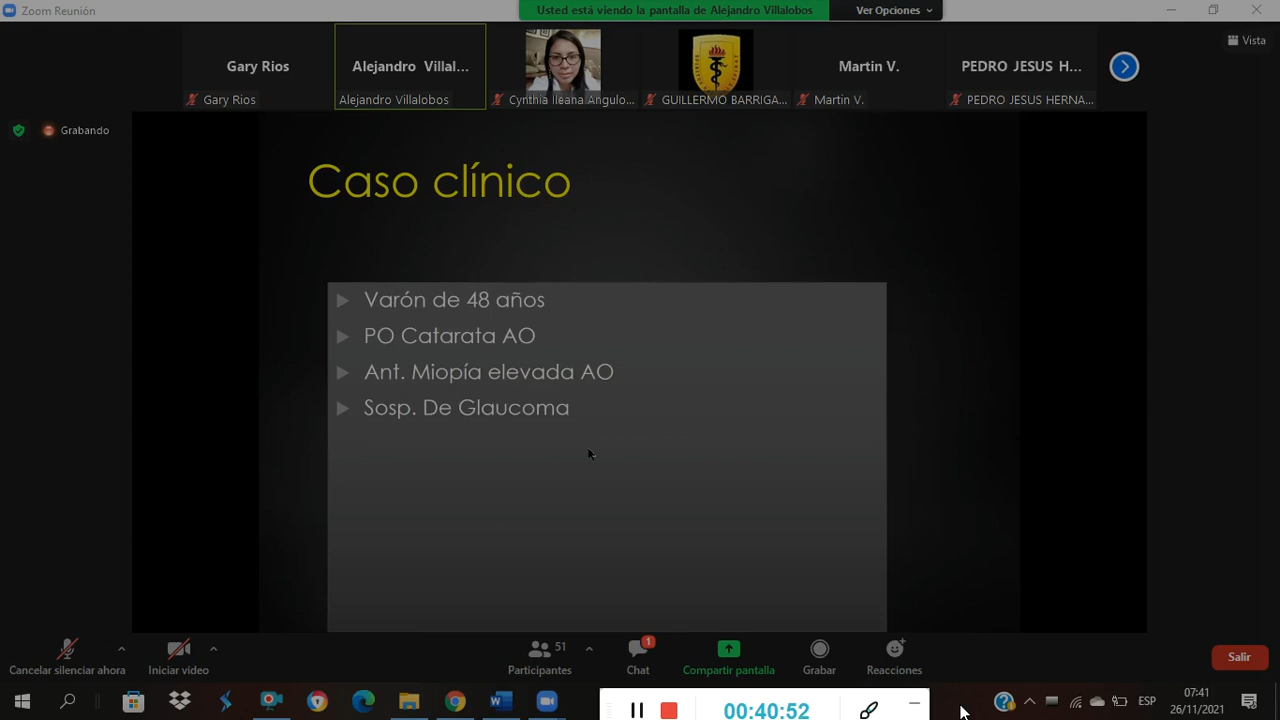 Zoom Reunión
Usted está viendo la pantalla de Alejandro Villalobos
Ver Opciones
Vista
Gary Rios
Alejandro Villal...
Martin V.
PEDRO JESUS H...
Gary Rios
Alejandro Villalobos
Cynthia Ileana Angulo...
GUILLERMO BARRIGA...
Martin V.
PEDRO JESUS HERNA...
Grabando
Caso clínico
Varón de 48 años
PO Catarata AO
Ant. Miopía elevada AO
Sosp. De Glaucoma
51
1
Cancelar silenciar ahora
Iniciar video
Participantes
Chat
Compartir pantalla
Grabar
Reacciones
Salir
00:40:52
ESP
07:41
26/11/2021